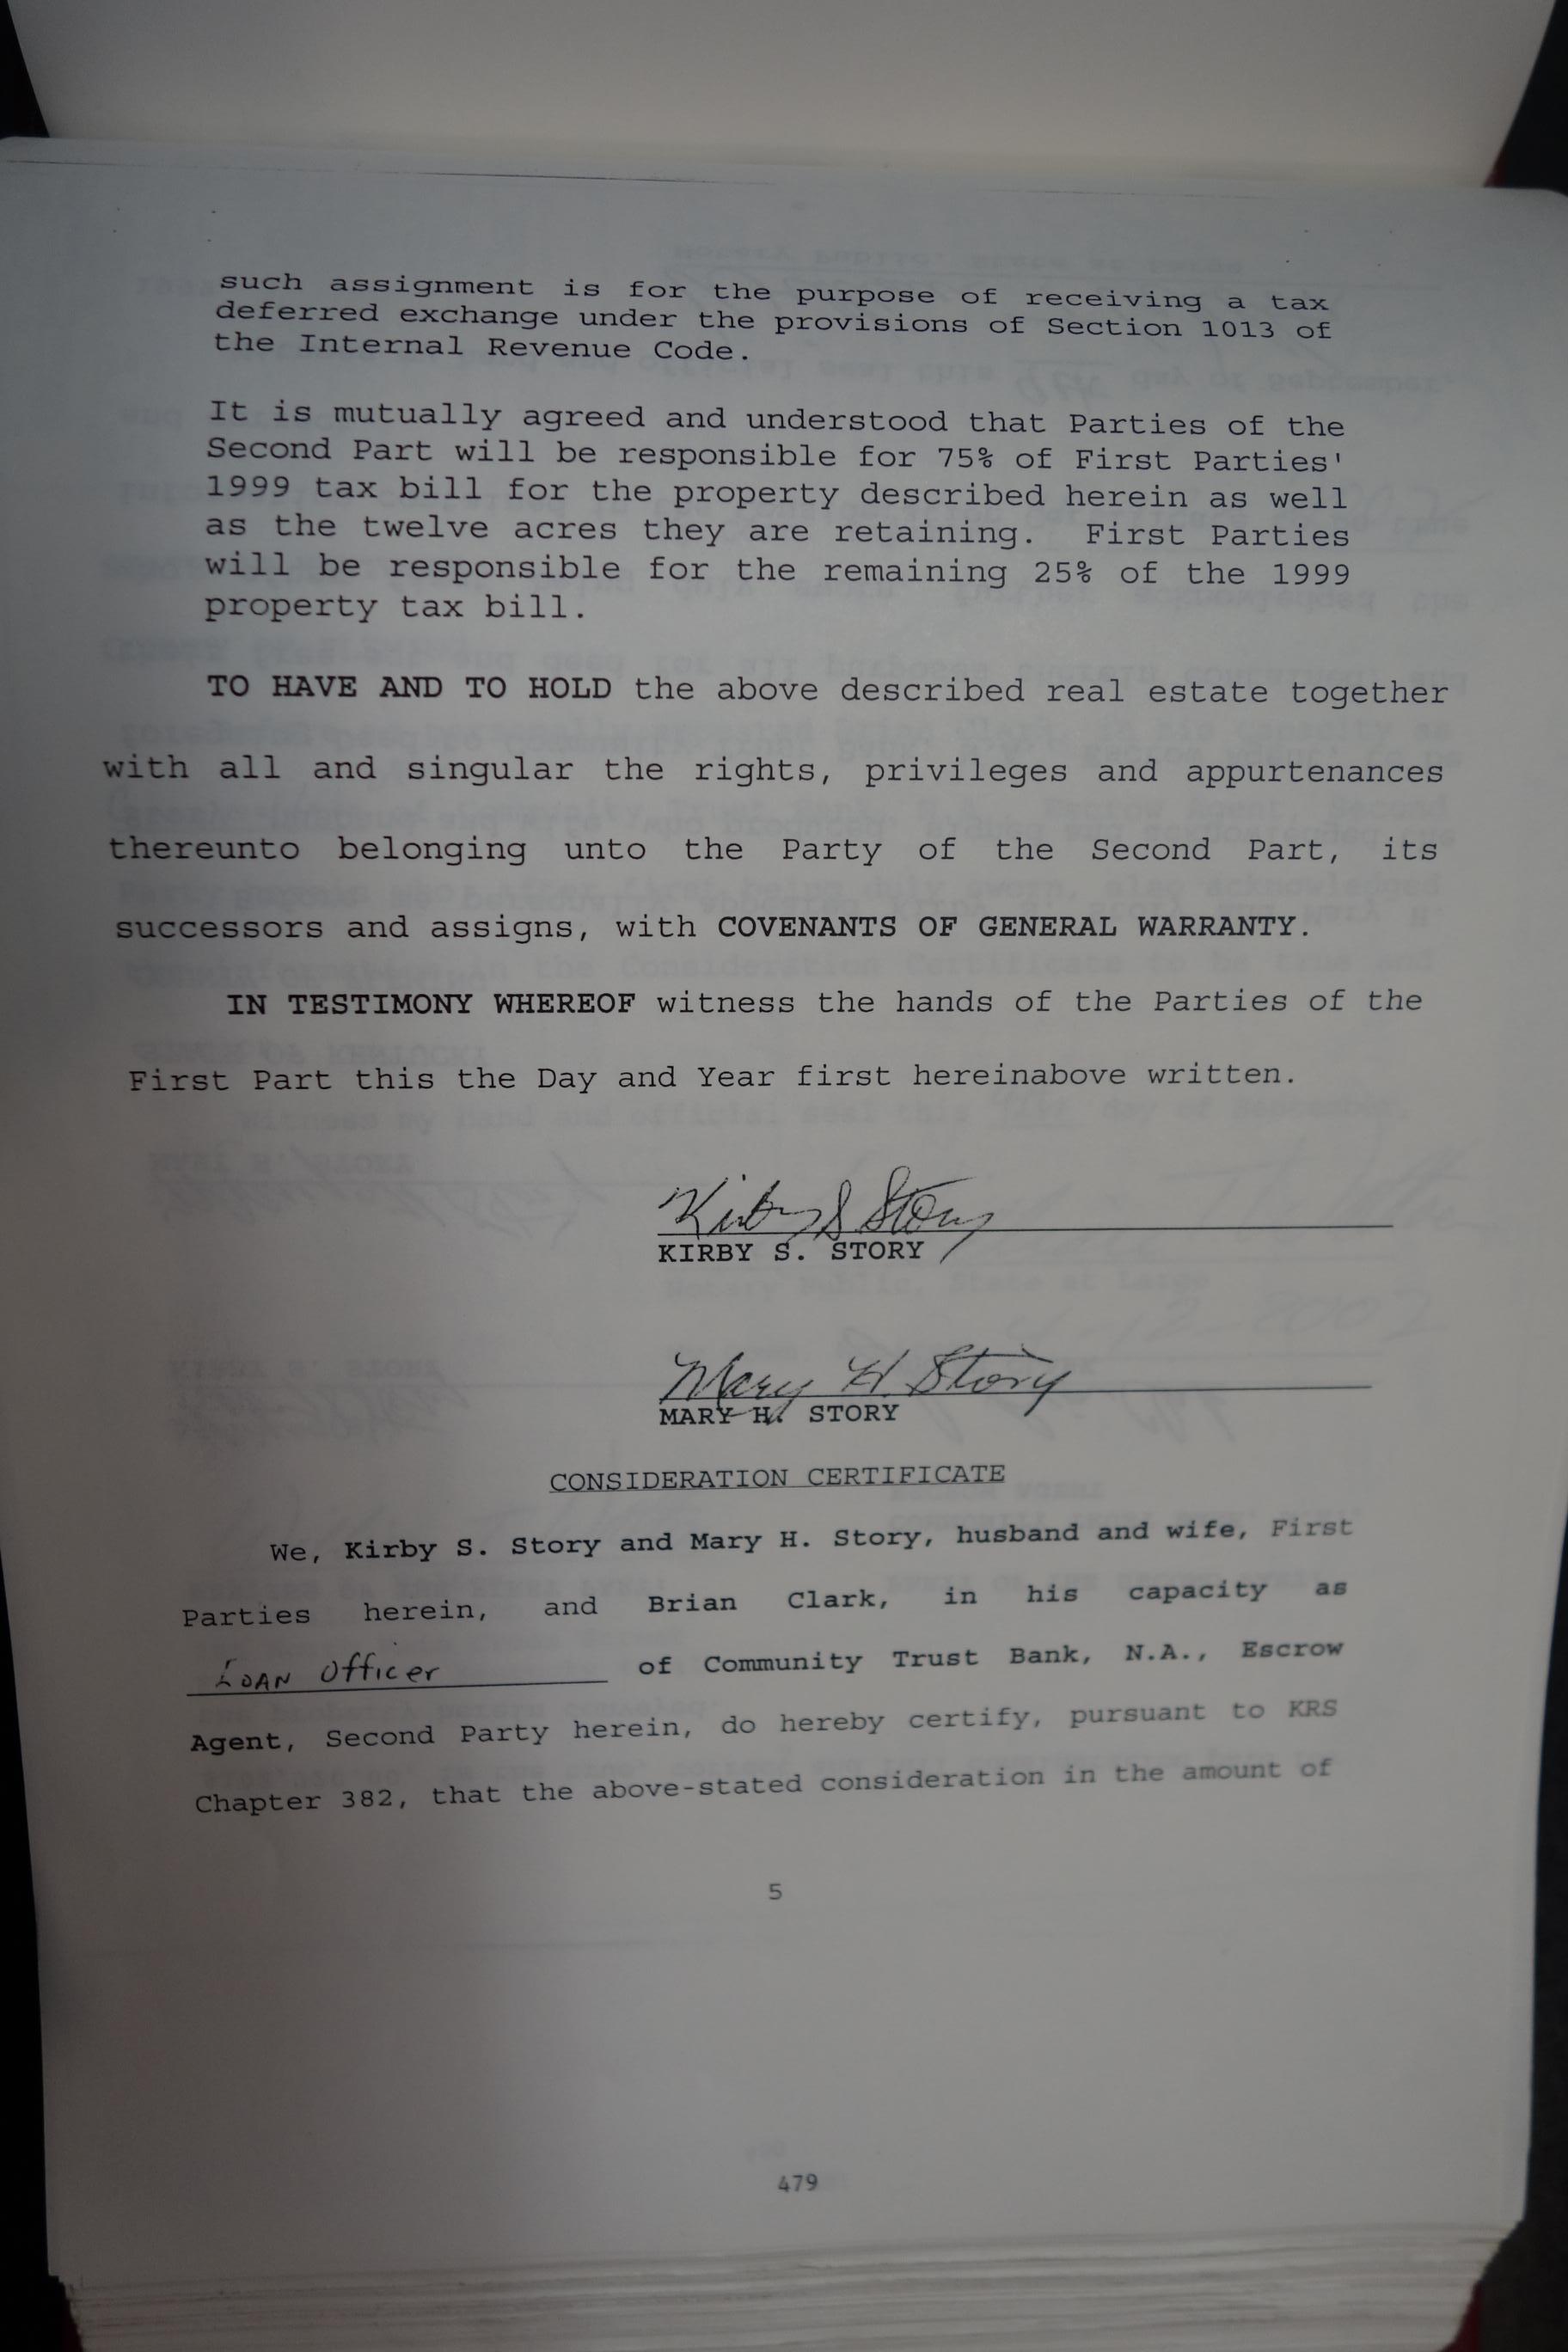 such assignment is for the purpose of receiving a tax
deferred exchange under the provisions of Section 1013 of
the Internal Revenue Code.
It is mutually agreed and understood that Parties of the
Second Part will be responsible for 75% of First Parties'
1999 tax bill for the property described herein as well
as the twelve acres they are retaining. First Parties
will be responsible for the remaining 25% of the 1999
property tax bill.
TO HAVE AND TO HOLD the above described real estate together
with all and singular the rights, privileges and appurtenances
thereunto belonging unto the Party of the Second Part, its
successors and assigns, with COVENANTS OF GENERAL WARRANTY.
IN TESTIMONY WHEREOF witness the hands of the Parties of the
First Part this the Day and Year first hereinabove written.
Kirby S Story
KIRBY S. STORY
Mary H. Story
MARY H. STORY
CONSIDERATION CERTIFICATE
We, Kirby S. Story and Mary H. Story, husband and wife, First
Parties herein, and Brian Clark, in his capacity as
LOAN Officer of Community Trust Bank, N.A., Escrow
Agent, Second Party herein, do hereby certify, pursuant to KRS
Chapter 382, that the above-stated consideration in the amount of
5
479